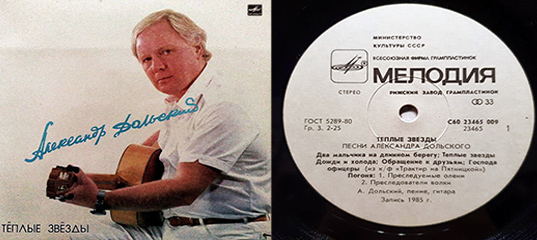 Александр Дольский
ТЁПЛЫЕ ЗВЁЗДЫ
МИНИСТЕРСТВО
КУЛЬТУРЫ СССР
ВСЕСОЮЗНАЯ ФИРМА ГРАМПЛАСТИНОК
МЕЛОДИЯ
СТЕРЕО
РИЖСКИЙ ЗАВОД ГРАМПЛАСТИНОК
33
ГОСТ 5289-80
С60 23465 009
Гр. 3. 2-25
23465
1
ТЕПЛЫЕ ЗВЕЗДЫ
ПЕСНИ АЛЕКСАНДРА ДОЛЬСКОГО
Два мальчика на длинном берегу; Теплые звезды
Дожди и холода; Обращение к друзьям; Господа
офицеры (из к/ф «Трактир на Пятницкой»)
Погоня: 1. Преследуемые олени
2. Преследователи волки
А. Дольский, пение, гитара
Запись 1985 г.